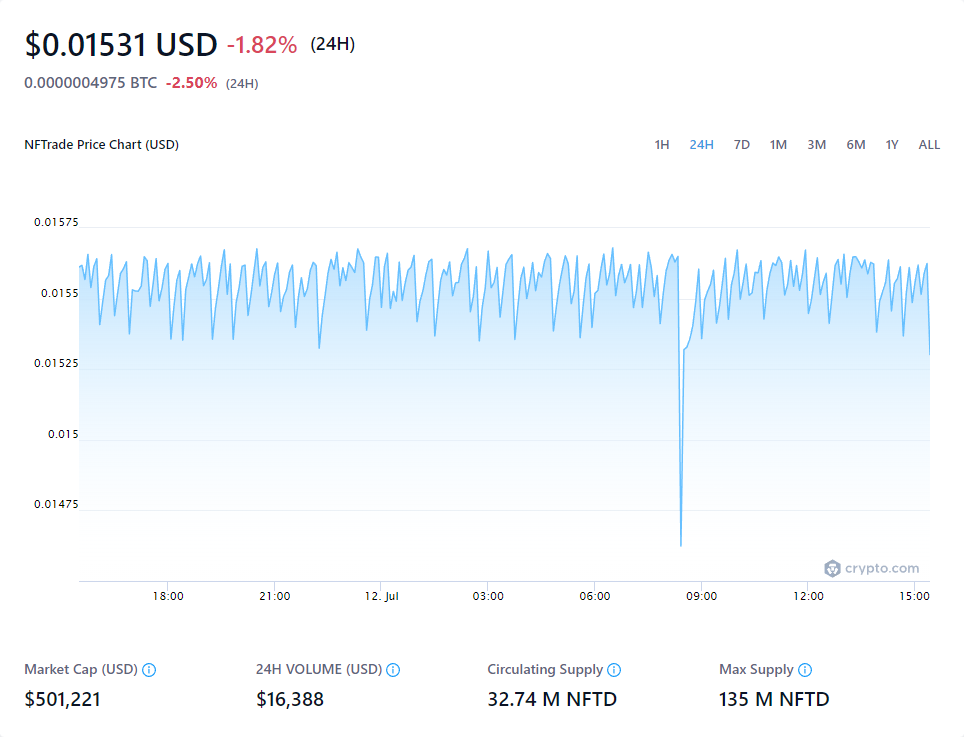 $0.01531 USD -1.82% (24H)
0.0000004975 BTC -2.50% (24H)
NFTrade Price Chart (USD) 1H 24H 7D 1M 3M 6M 1Y ALL
0.01575
0.0155
0.01525
0.015
0.01475
crypto.com
18:00 21:00 12. Jul 03:00 06:00 09:00 12:00 15:00
Market Cap (USD) 24H VOLUME (USD) Circulating Supply Max Supply
$501,221 $16,388 32.74 M NFTD 135 M NFTD